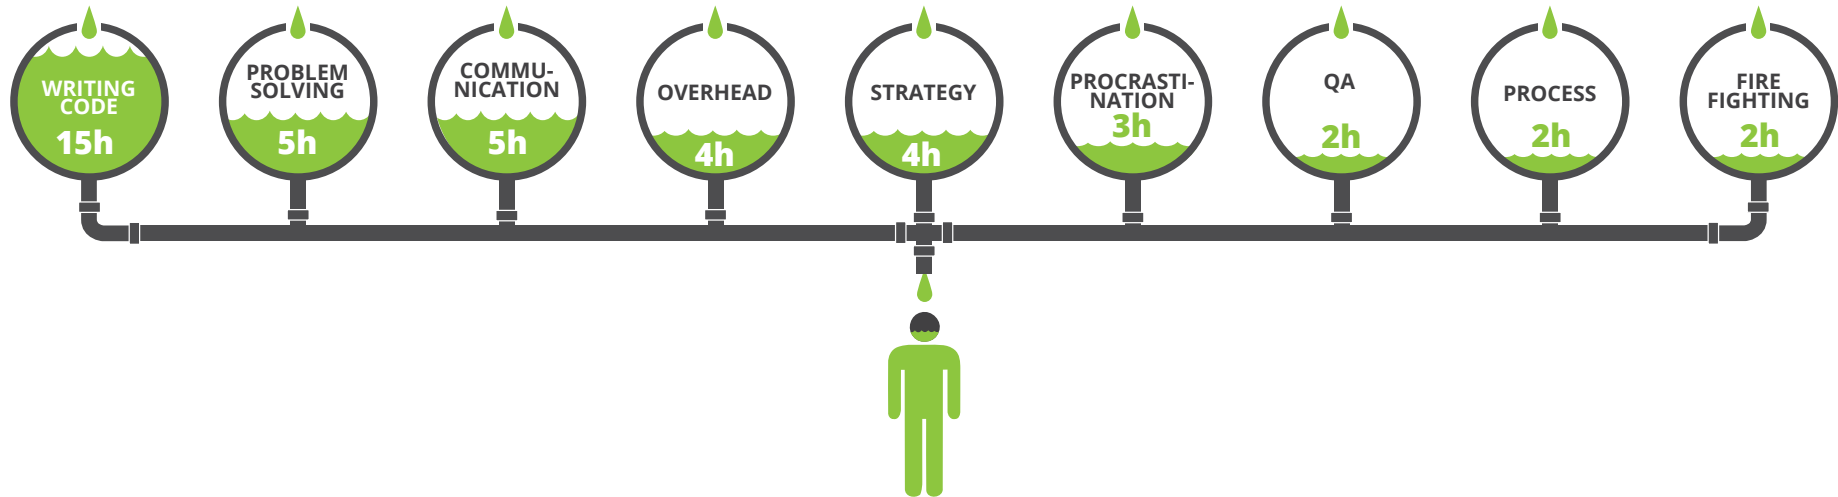 WRITING
CODE
15h
PROBLEM
SOLVING
5h
COMMU-
NICATION
5h
OVERHEAD
4h
STRATEGY
4h
PROCRASTI-
NATION
3h
QA
2h
PROCESS
2h
FIRE
FIGHTING
2h